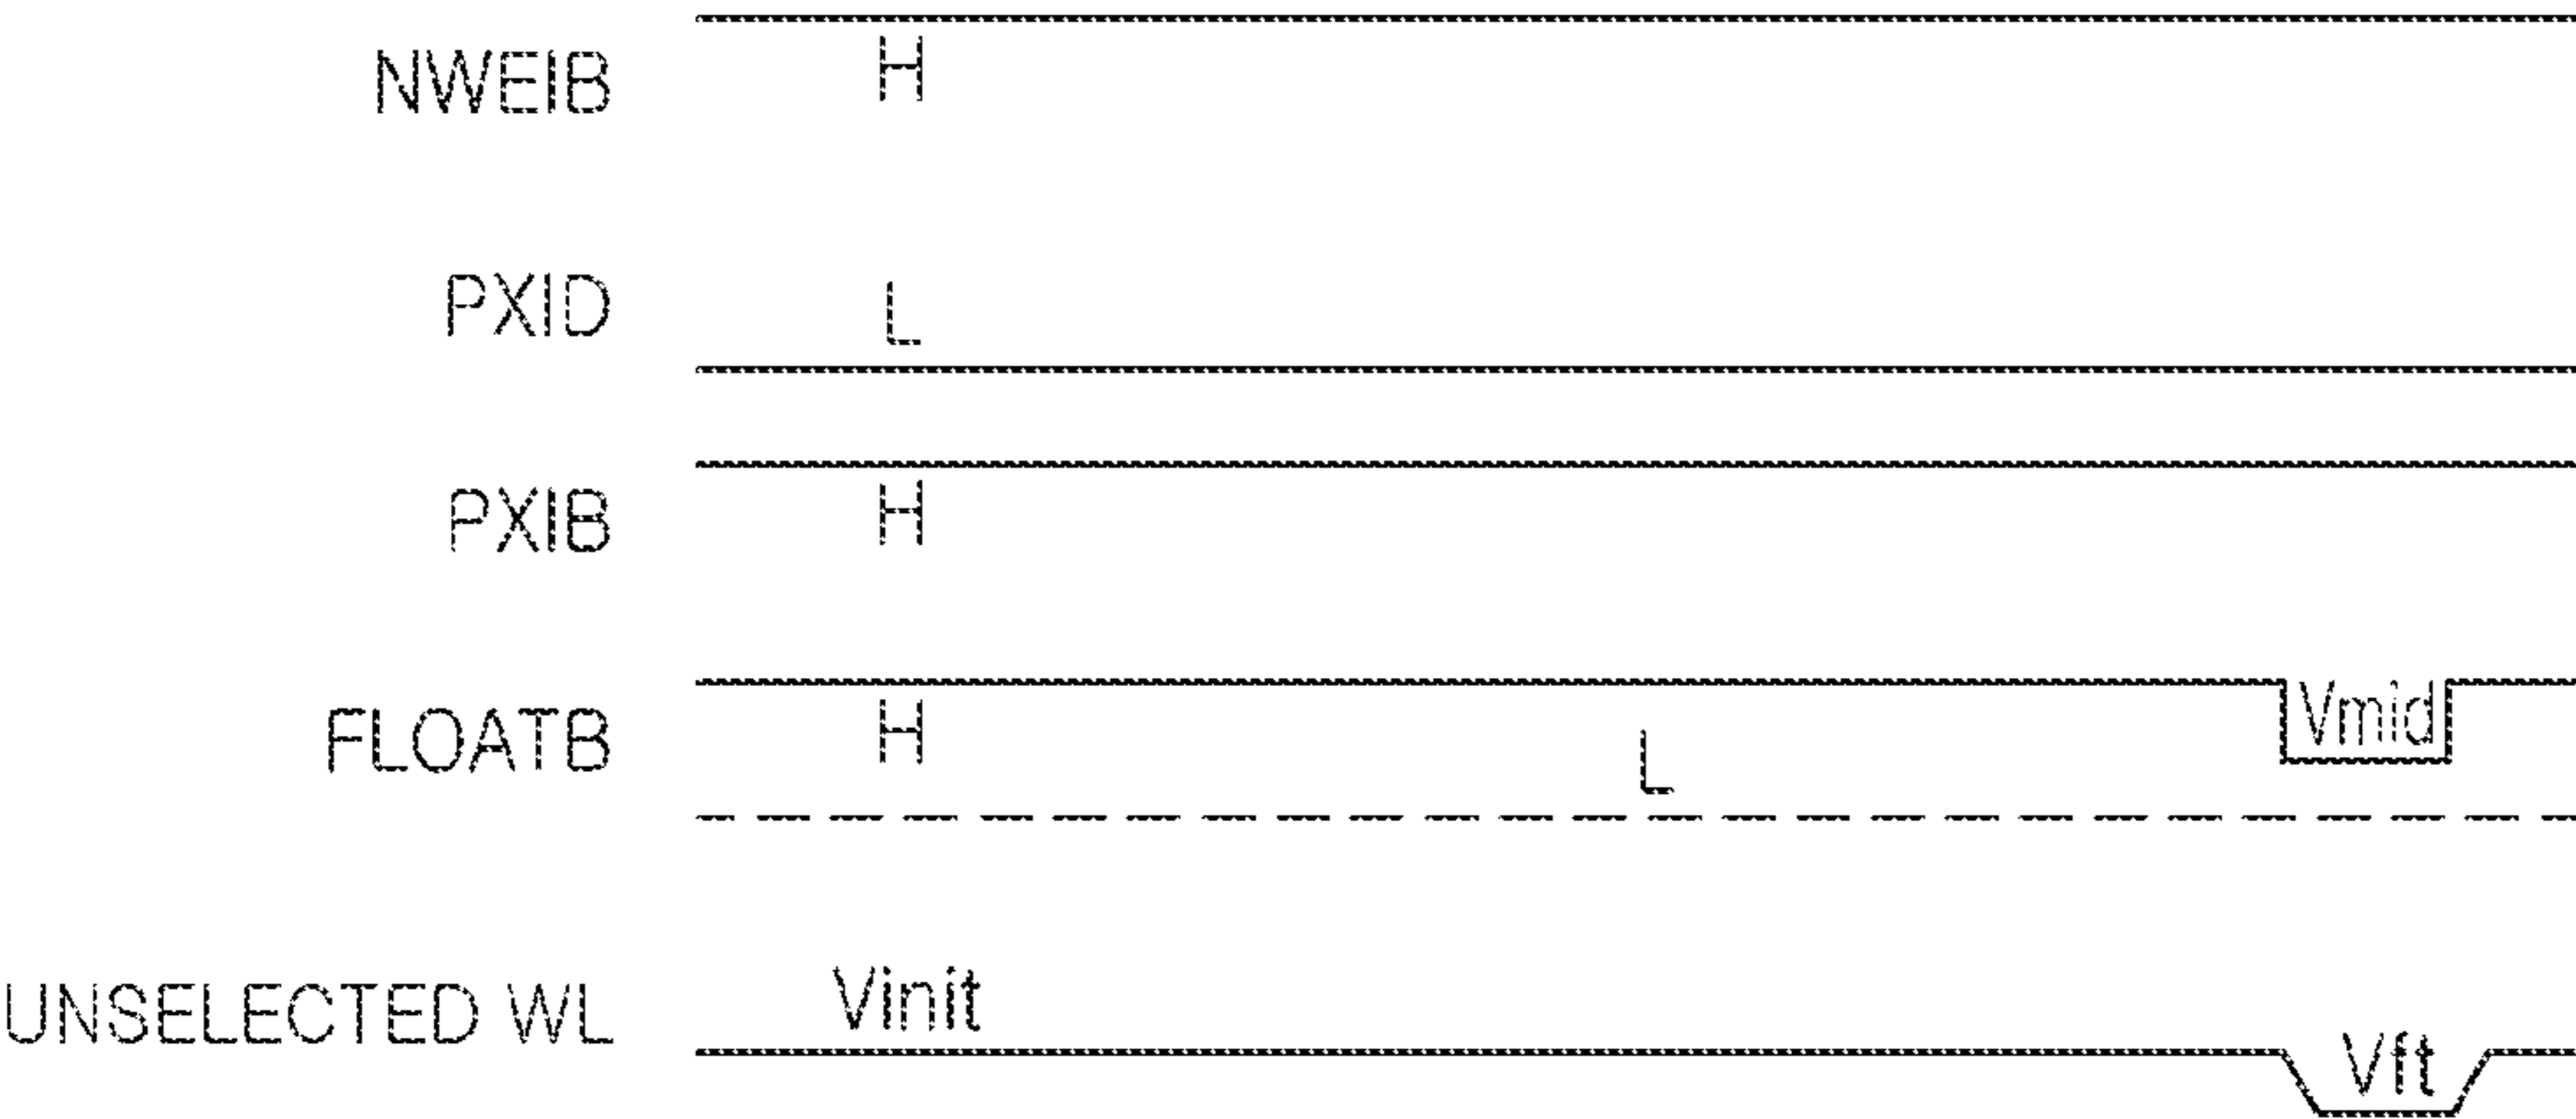 NWEIB H
PXID L
PXIB H
FLOATB H L Vmid
UNSELECTED WL Vinit Vft